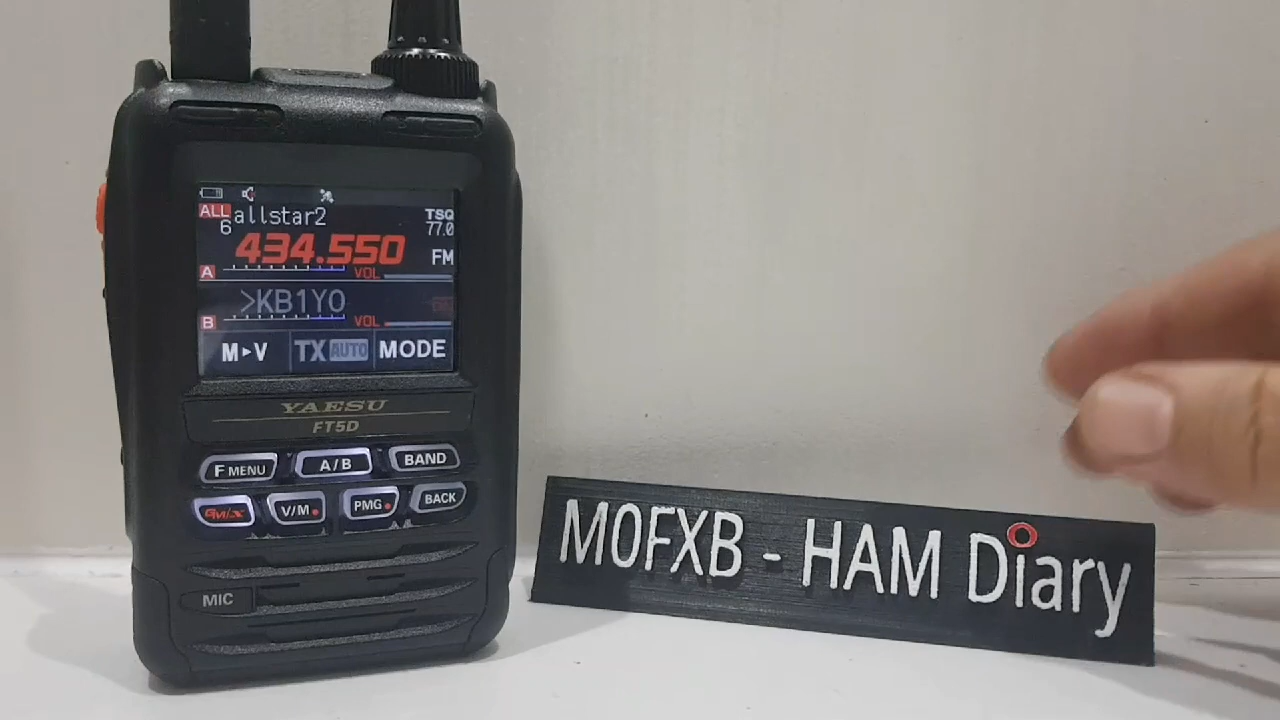 ALL allstar2 TSQ
6 77.0
434.550 FM
A VOL
>KB1YO
B VOL
M▸V TX AUTO MODE
YAESU
FT5D
F MENU A/B BAND
GM/X V/M PMG BACK
MIC
M0FXB - HAM Diary